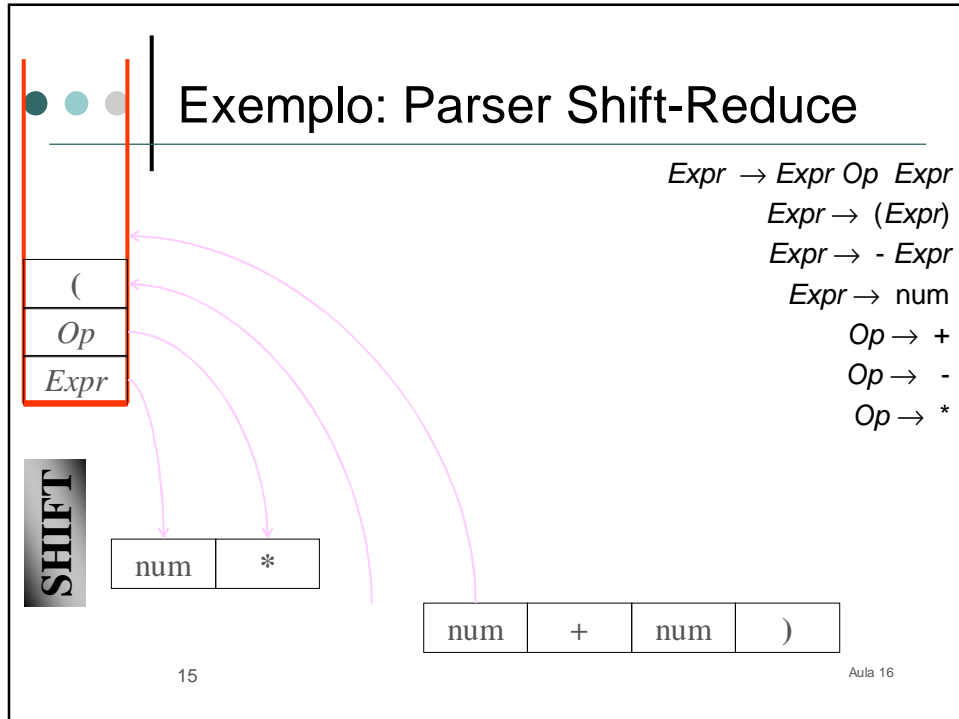 Exemplo: Parser Shift-Reduce
Expr → Expr Op Expr
Expr → (Expr)
Expr → - Expr
Expr → num
Op → +
Op → -
Op → *
(
Op
Expr
SHIFT
num *
num + num )
15
Aula 16